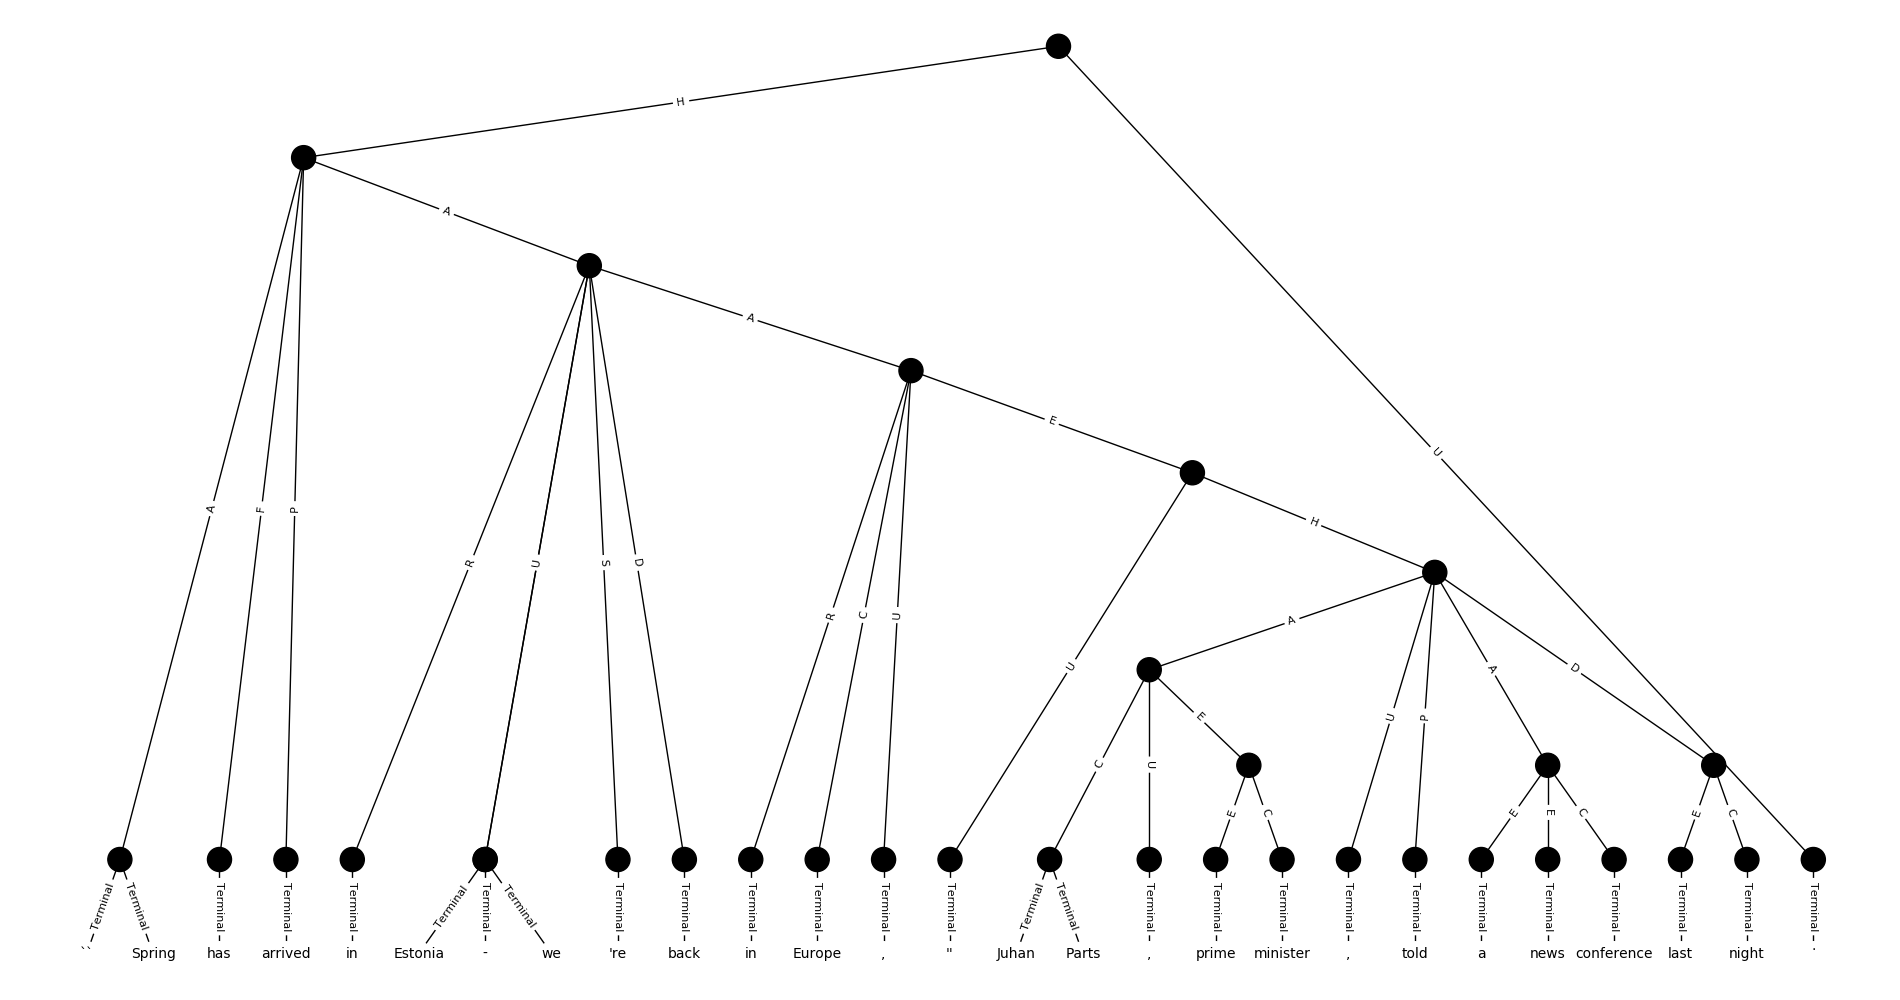 H
A
A
E
U
H
A F P
R U S D
R C U
U
A
U P A D
E
C U
E C
E E C
E C
Terminal Terminal Terminal Terminal Terminal Terminal Terminal Terminal Terminal Terminal Terminal Terminal Terminal Terminal Terminal Terminal Terminal Terminal Terminal Terminal Terminal Terminal Terminal Terminal Terminal Terminal Terminal
Spring has arrived in Estonia - we 're back in Europe , " Juhan Parts , prime minister , told a news conference last night .